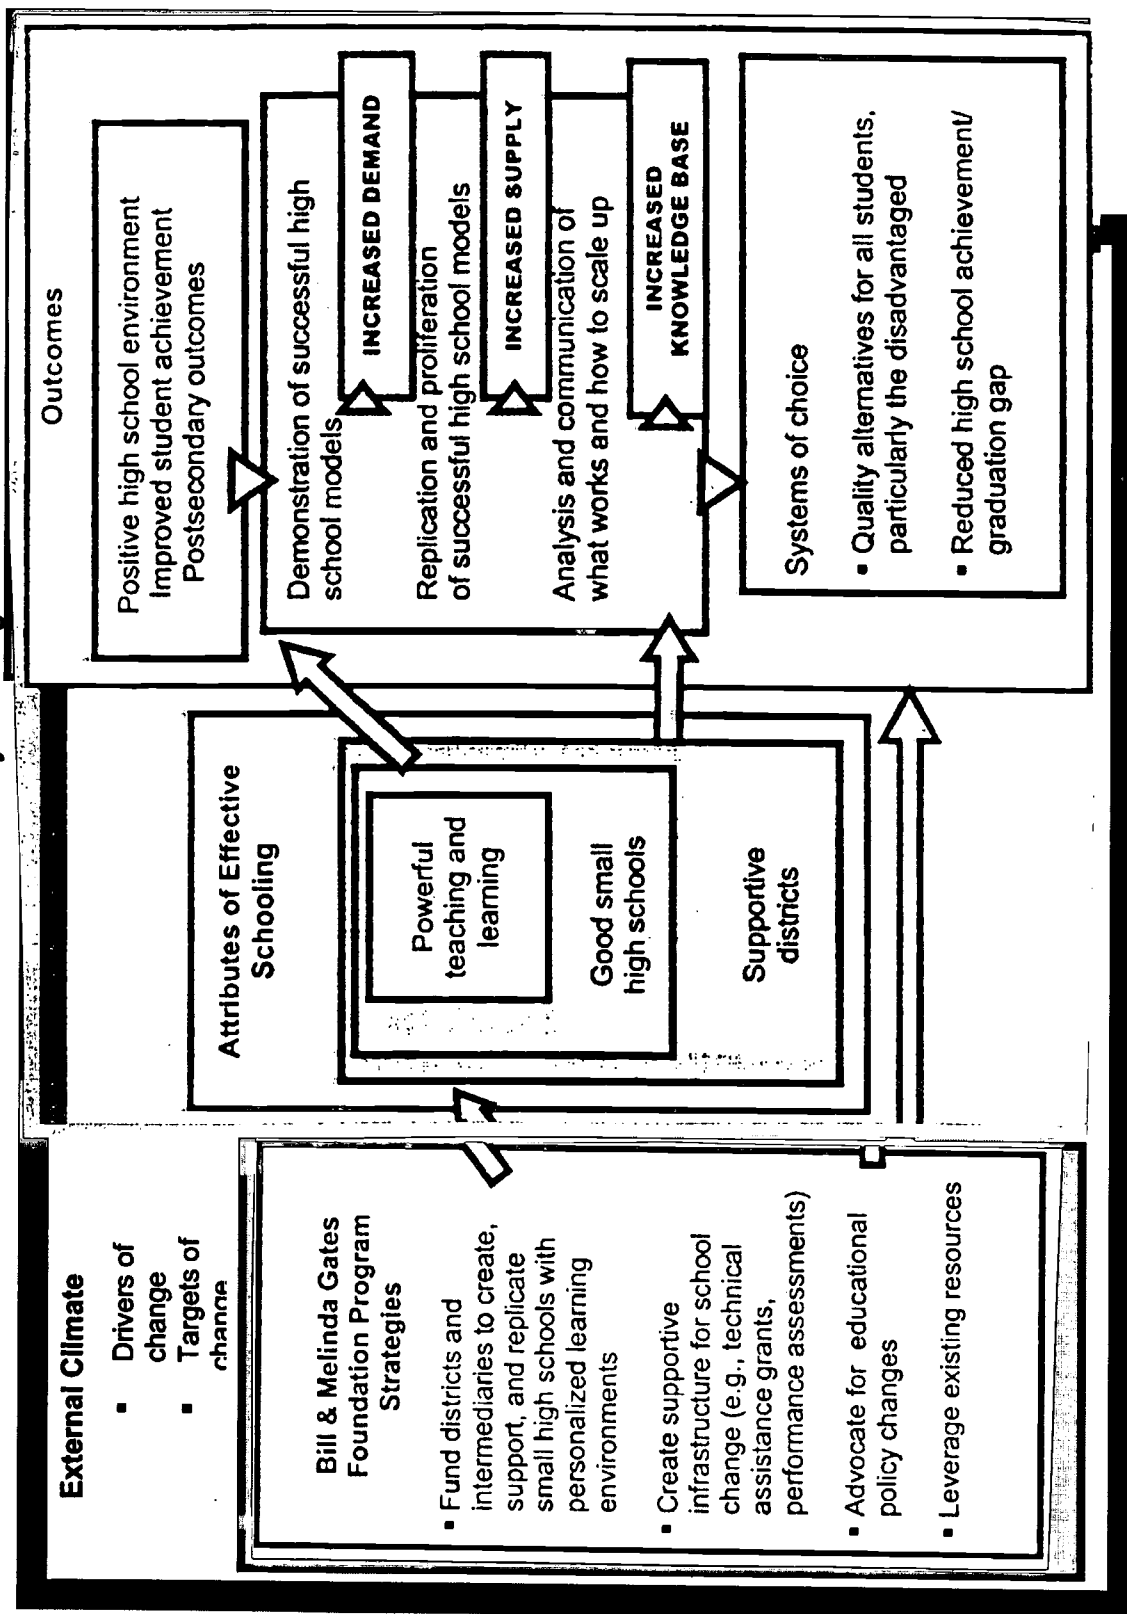 External Climate
▪ Drivers of
change
▪ Targets of
change
Bill & Melinda Gates
Foundation Program
Strategies
▪ Fund districts and
intermediaries to create,
support, and replicate
small high schools with
personalized learning
environments
▪ Create supportive
infrastructure for school
change (e.g., technical
assistance grants,
performance assessments)
▪ Advocate for educational
policy changes
▪ Leverage existing resources
Attributes of Effective
Schooling
Powerful
teaching and
learning
Good small
high schools
Supportive
districts
Outcomes
Positive high school environment
Improved student achievement
Postsecondary outcomes
Demonstration of successful high
school models
INCREASED DEMAND
Replication and proliferation
of successful high school models
INCREASED SUPPLY
Analysis and communication of
what works and how to scale up
INCREASED
KNOWLEDGE BASE
Systems of choice
▪ Quality alternatives for all students,
particularly the disadvantaged
▪ Reduced high school achievement/
graduation gap